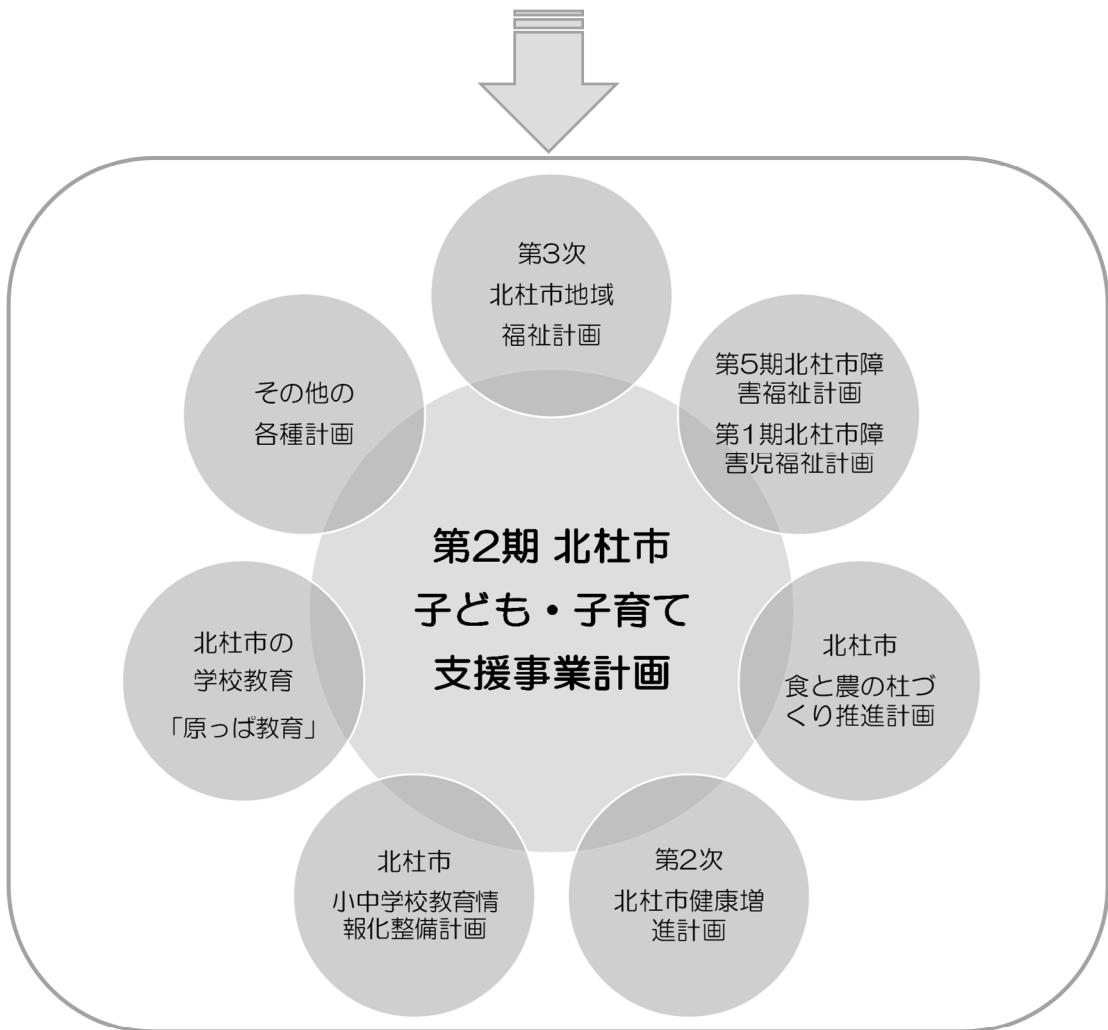 第3次
北杜市地域
福祉計画
その他の
各種計画
第5期北杜市障
害福祉計画
第1期北杜市障
害児福祉計画
第2期 北杜市
子ども・子育て
支援事業計画
北杜市の
学校教育
「原っぱ教育」
北杜市
食と農の杜づ
くり推進計画
北杜市
小中学校教育情
報化整備計画
第2次
北杜市健康増
進計画